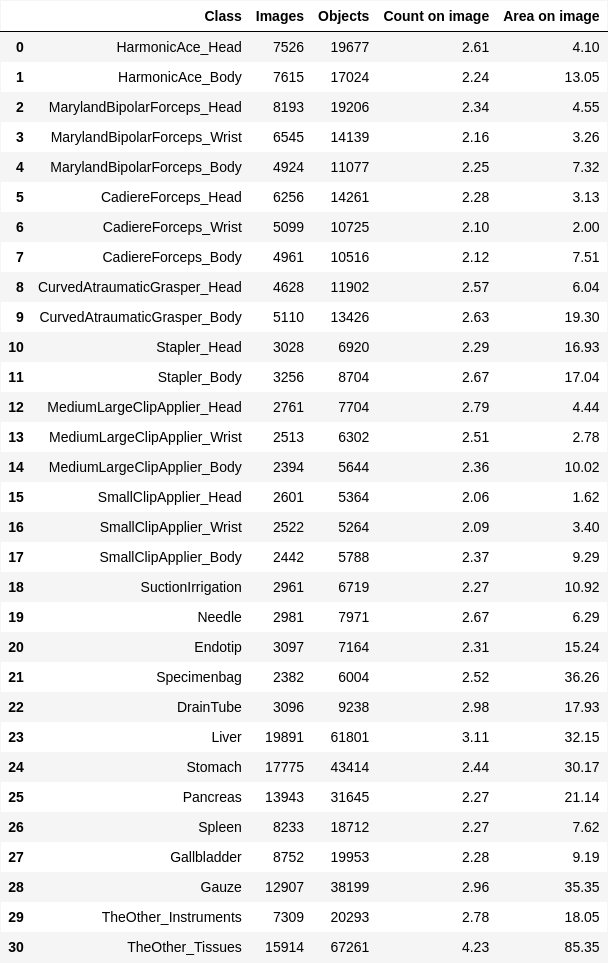 Class Images Objects Count on image Area on image
0 HarmonicAce_Head 7526 19677 2.61 4.10
1 HarmonicAce_Body 7615 17024 2.24 13.05
2 MarylandBipolarForceps_Head 8193 19206 2.34 4.55
3 MarylandBipolarForceps_Wrist 6545 14139 2.16 3.26
4 MarylandBipolarForceps_Body 4924 11077 2.25 7.32
5 CadiereForceps_Head 6256 14261 2.28 3.13
6 CadiereForceps_Wrist 5099 10725 2.10 2.00
7 CadiereForceps_Body 4961 10516 2.12 7.51
8 CurvedAtraumaticGrasper_Head 4628 11902 2.57 6.04
9 CurvedAtraumaticGrasper_Body 5110 13426 2.63 19.30
10 Stapler_Head 3028 6920 2.29 16.93
11 Stapler_Body 3256 8704 2.67 17.04
12 MediumLargeClipApplier_Head 2761 7704 2.79 4.44
13 MediumLargeClipApplier_Wrist 2513 6302 2.51 2.78
14 MediumLargeClipApplier_Body 2394 5644 2.36 10.02
15 SmallClipApplier_Head 2601 5364 2.06 1.62
16 SmallClipApplier_Wrist 2522 5264 2.09 3.40
17 SmallClipApplier_Body 2442 5788 2.37 9.29
18 SuctionIrrigation 2961 6719 2.27 10.92
19 Needle 2981 7971 2.67 6.29
20 Endotip 3097 7164 2.31 15.24
21 Specimenbag 2382 6004 2.52 36.26
22 DrainTube 3096 9238 2.98 17.93
23 Liver 19891 61801 3.11 32.15
24 Stomach 17775 43414 2.44 30.17
25 Pancreas 13943 31645 2.27 21.14
26 Spleen 8233 18712 2.27 7.62
27 Gallbladder 8752 19953 2.28 9.19
28 Gauze 12907 38199 2.96 35.35
29 TheOther_Instruments 7309 20293 2.78 18.05
30 TheOther_Tissues 15914 67261 4.23 85.35